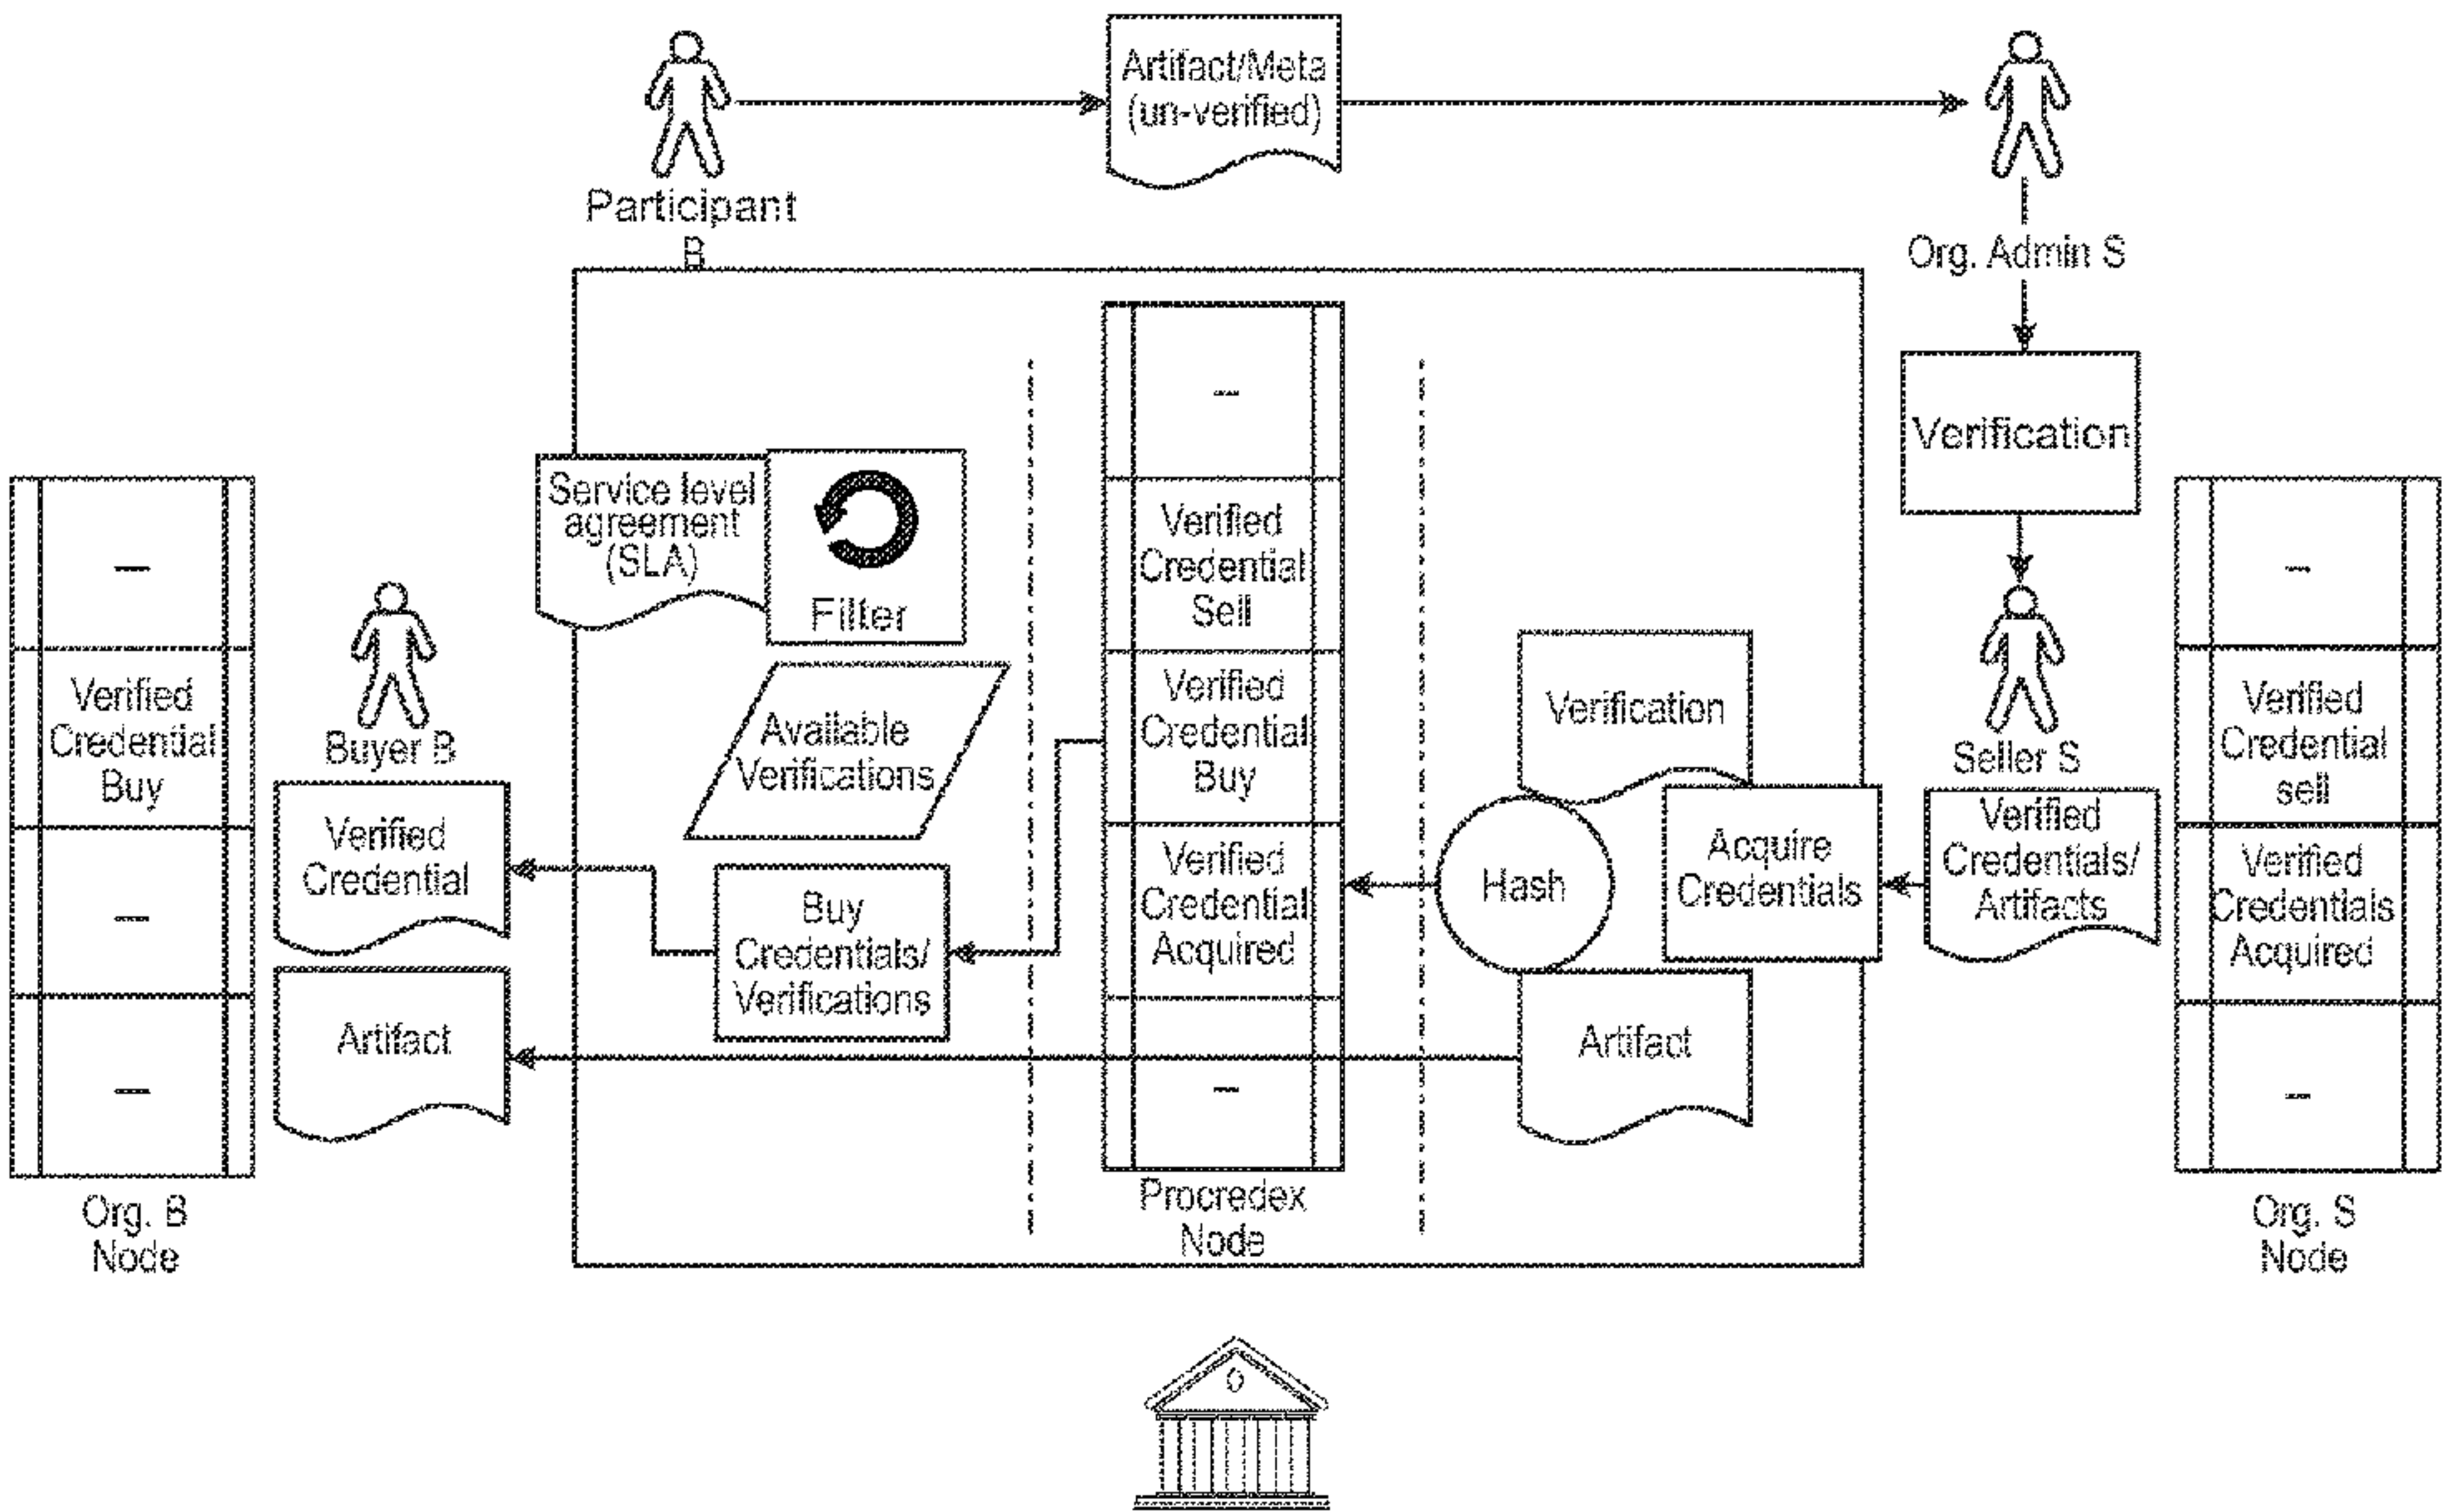 Artifact/Meta
(un-verified)
Participant
B
Org. Admin S
Verification
Service level
agreement
(SLA)
Filter
Available
Verifications
Buy
Credentials/
Verifications
–
Verified
Credential
Buy
–
–
Org. B
Node
Buyer B
Verified
Credential
Artifact
–
Verified
Credential
Sell
Verified
Credential
Buy
Verified
Credential
Acquired
–
Procredex
Node
Verification
Hash
Acquire
Credentials
Artifact
Seller S
Verified
Credentials/
Artifacts
–
Verified
Credential
sell
Verified
Credentials
Acquired
–
Org. S
Node